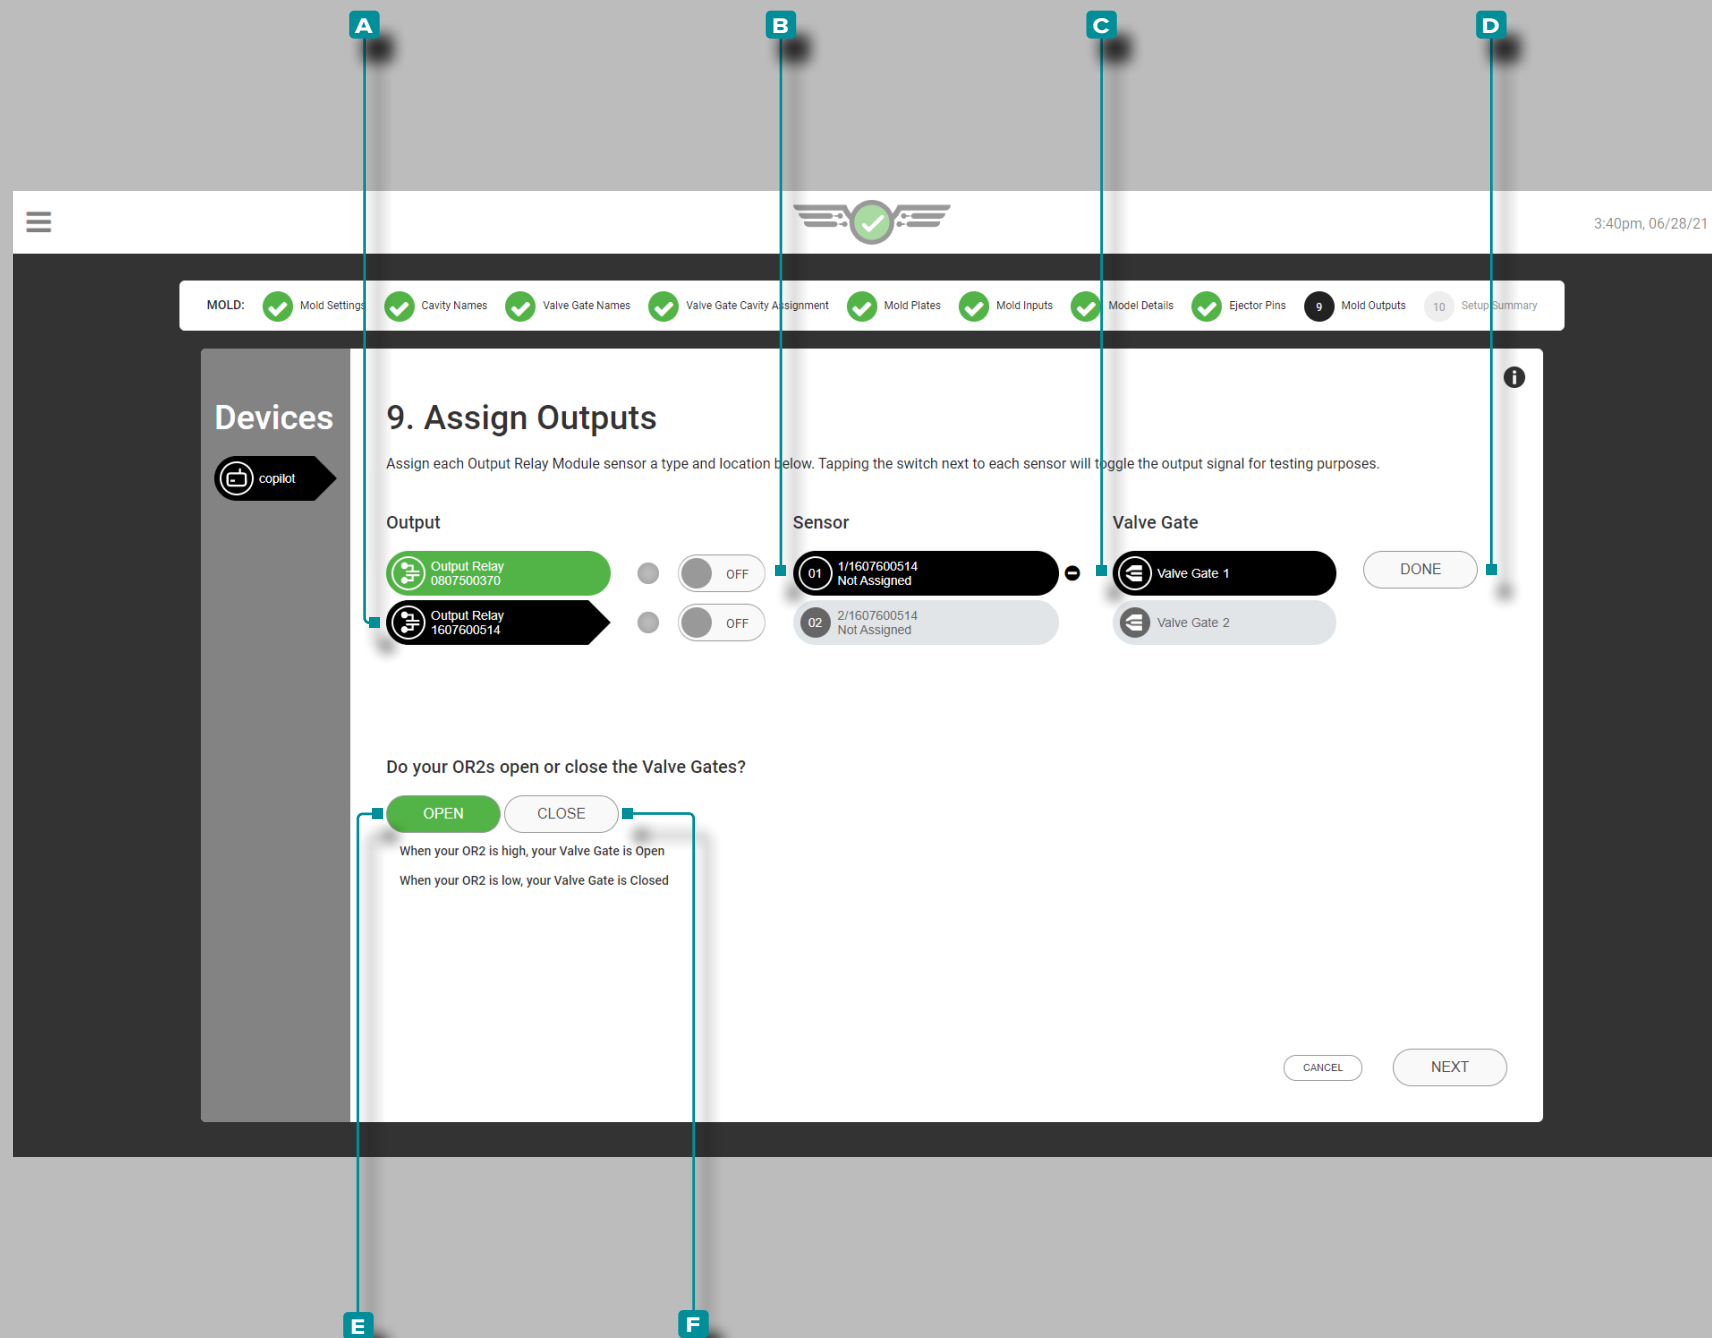 A
B
C
D
3:40pm, 06/28/21
MOLD: Mold Settings Cavity Names Valve Gate Names Valve Gate Cavity Assignment Mold Plates Mold Inputs Model Details Ejector Pins 9 Mold Outputs 10 Setup Summary
Devices
copilot
9. Assign Outputs
Assign each Output Relay Module sensor a type and location below. Tapping the switch next to each sensor will toggle the output signal for testing purposes.
Output
Sensor
Valve Gate
Output Relay
0807500370
OFF
01
1/1607600514
Not Assigned
Valve Gate 1
DONE
Output Relay
1607600514
OFF
02
2/1607600514
Not Assigned
Valve Gate 2
Do your OR2s open or close the Valve Gates?
OPEN
CLOSE
When your OR2 is high, your Valve Gate is Open
When your OR2 is low, your Valve Gate is Closed
CANCEL
NEXT
E
F